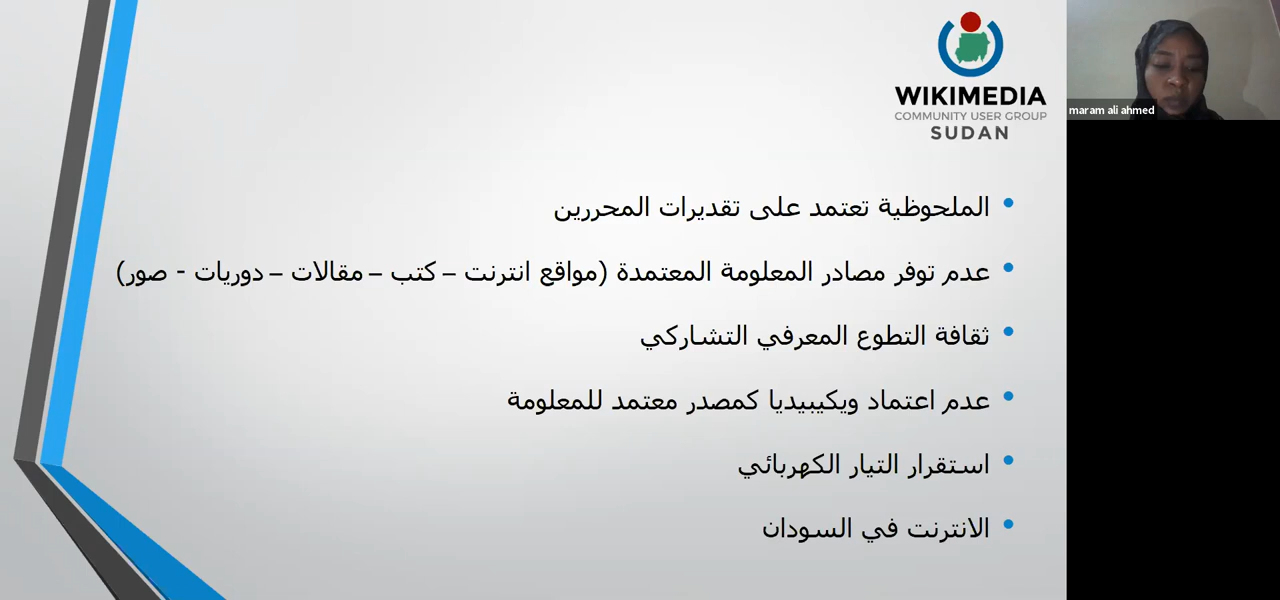 WIKIMEDIA
COMMUNITY USER GROUP
SUDAN
maram ali ahmed
الملحوظية تعتمد على تقديرات المحررين
عدم توفر مصادر المعلومة المعتمدة (مواقع انترنت – كتب – مقالات – دوريات - صور)
ثقافة التطوع المعرفي التشاركي
عدم اعتماد ويكيبيديا كمصدر معتمد للمعلومة
استقرار التيار الكهربائي
الانترنت في السودان